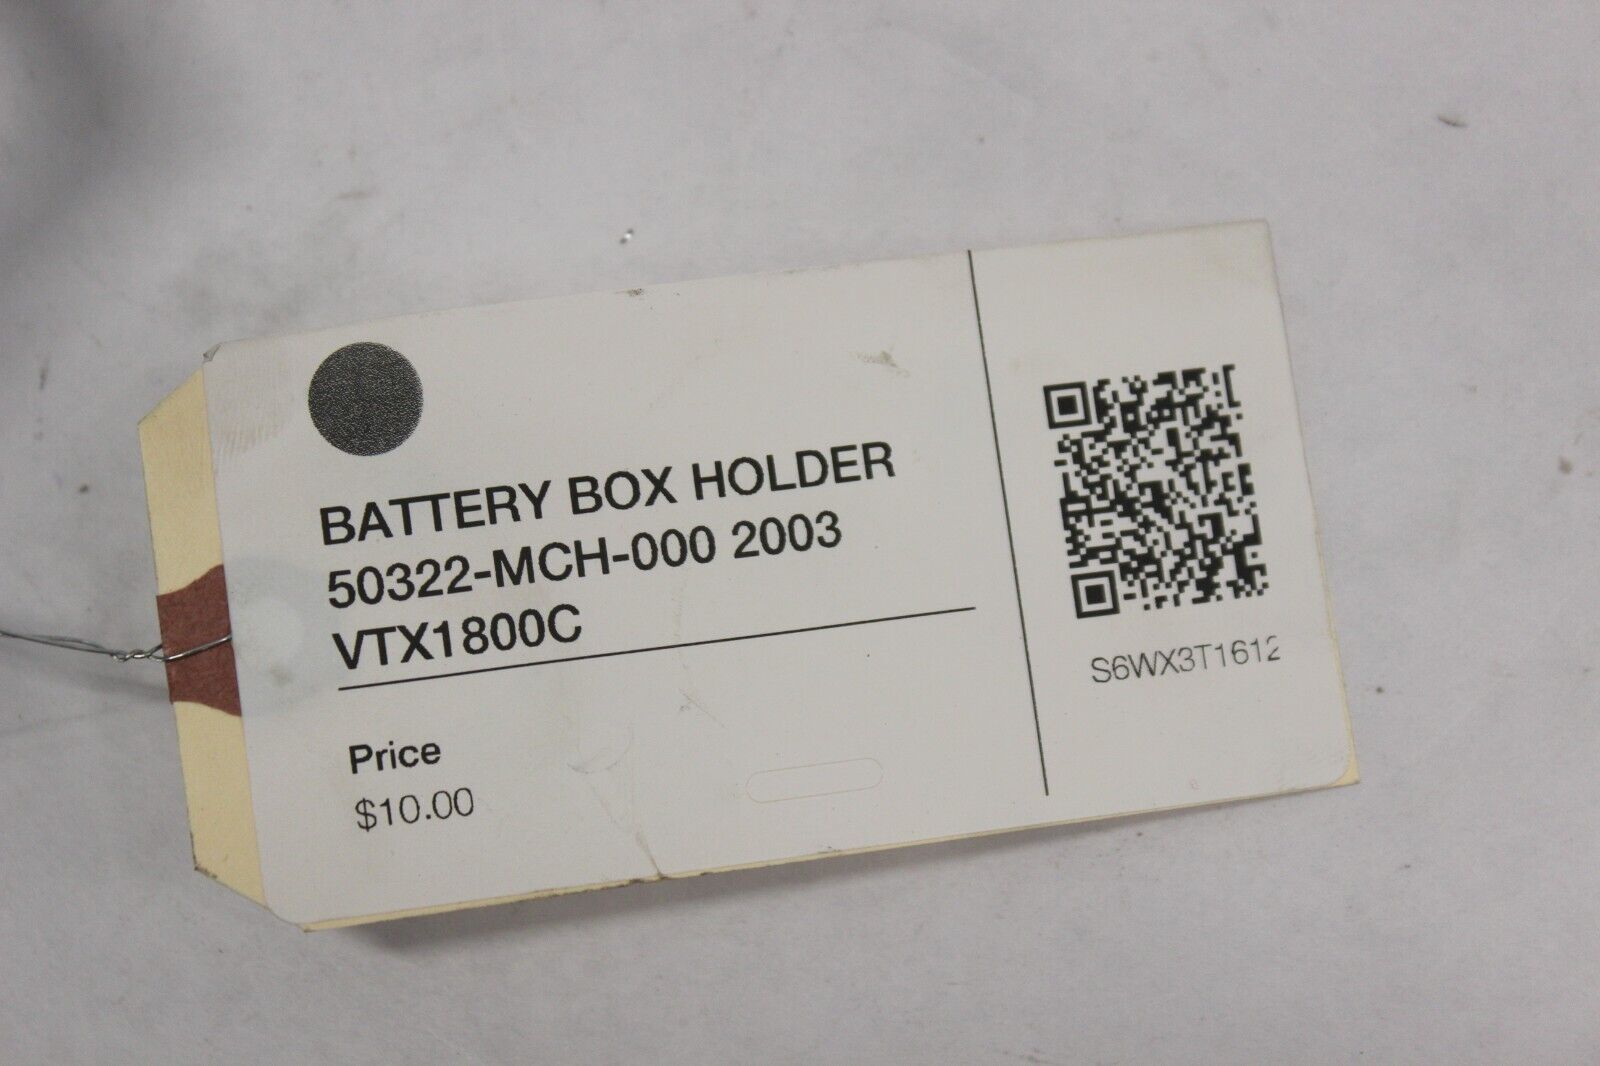 BATTERY BOX HOLDER
50322-MCH-000 2003
VTX1800C
Price
$10.00
S6WX3T1612